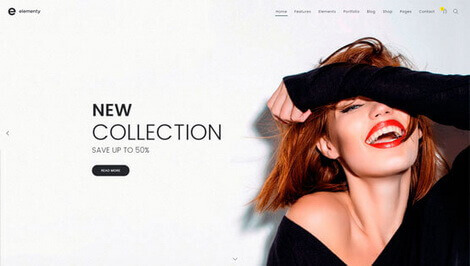 elementy
Home Features Elements Portfolio Blog Shop Pages Contact
NEW
COLLECTION
SAVE UP TO 50%
READ MORE